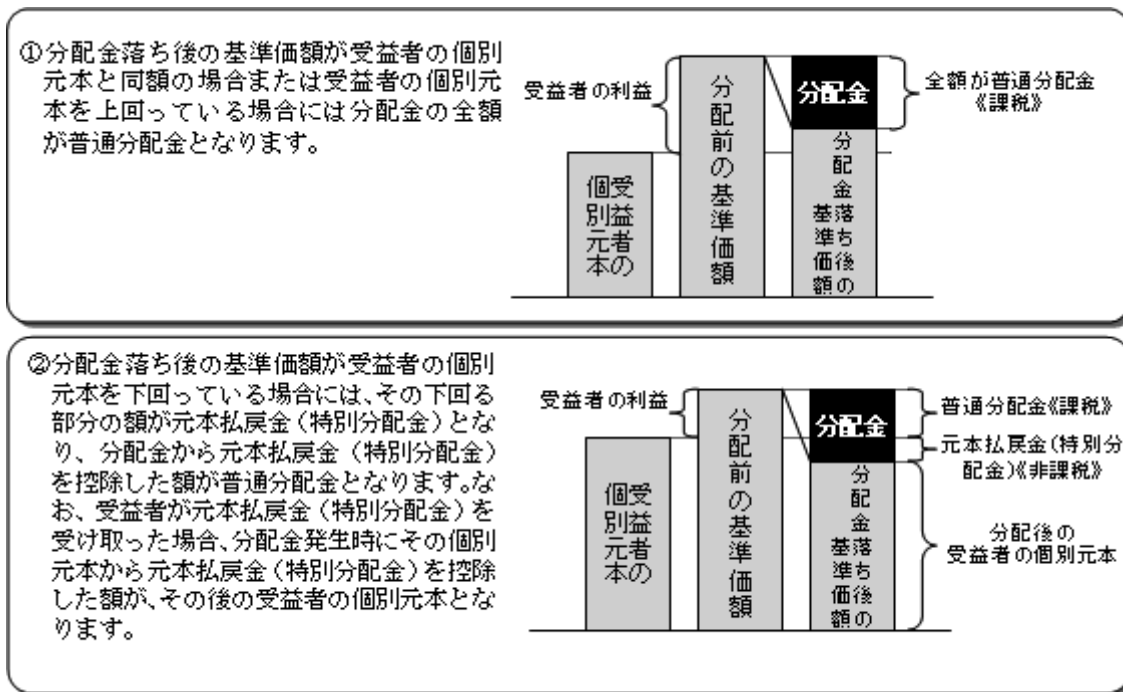 ①分配金落ち後の基準価額が受益者の個別
元本と同額の場合または受益者の個別元
本を上回っている場合には分配金の全額
が普通分配金となります。
受益者の利益
受益者の
個別元本
分配前の基準価額
分配金
分配金落ち後の
基準価額
全額が普通分配金
《課税》
②分配金落ち後の基準価額が受益者の個別
元本を下回っている場合には、その下回る
部分の額が元本払戻金（特別分配金）とな
り、分配金から元本払戻金（特別分配金）
を控除した額が普通分配金となります。な
お、受益者が元本払戻金（特別分配金）を
受け取った場合、分配金発生時にその個別
元本から元本払戻金（特別分配金）を控除
した額が、その後の受益者の個別元本とな
ります。
受益者の利益
受益者の
個別元本
分配前の基準価額
分配金
分配金落ち後の
基準価額
普通分配金《課税》
元本払戻金（特別分
配金）《非課税》
分配後の
受益者の個別元本